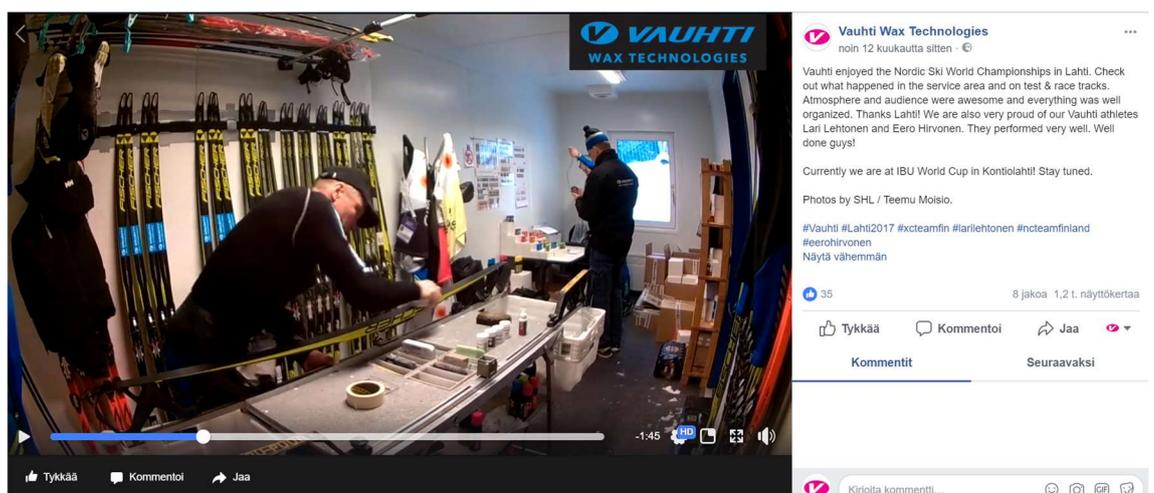 VAUHTI
WAX TECHNOLOGIES
FISCHER
-1:45
HD
Tykkää
Kommentoi
Jaa
Vauhti Wax Technologies
noin 12 kuukautta sitten ·
Vauhti enjoyed the Nordic Ski World Championships in Lahti. Check
out what happened in the service area and on test & race tracks.
Atmosphere and audience were awesome and everything was well
organized. Thanks Lahti! We are also very proud of our Vauhti athletes
Lari Lehtonen and Eero Hirvonen. They performed very well. Well
done guys!
Currently we are at IBU World Cup in Kontiolahti! Stay tuned.
Photos by SHL / Teemu Moisio.
#Vauhti #Lahti2017 #xcteamfin #larilehtonen #ncteamfinland
#eerohirvonen
Näytä vähemmän
35
8 jakoa 1,2 t. näyttökertaa
Tykkää
Kommentoi
Jaa
Kommentit
Seuraavaksi
Kirjoita kommentti...
GIF